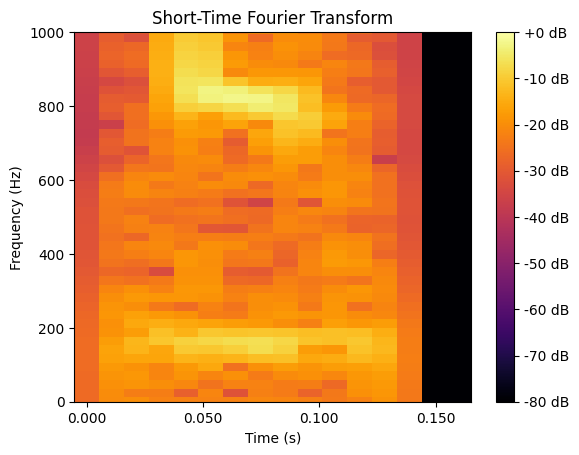 Short-Time Fourier Transform
1000
800
600
400
200
0
Frequency (Hz)
0.000
0.050
0.100
0.150
Time (s)
+0 dB
-10 dB
-20 dB
-30 dB
-40 dB
-50 dB
-60 dB
-70 dB
-80 dB